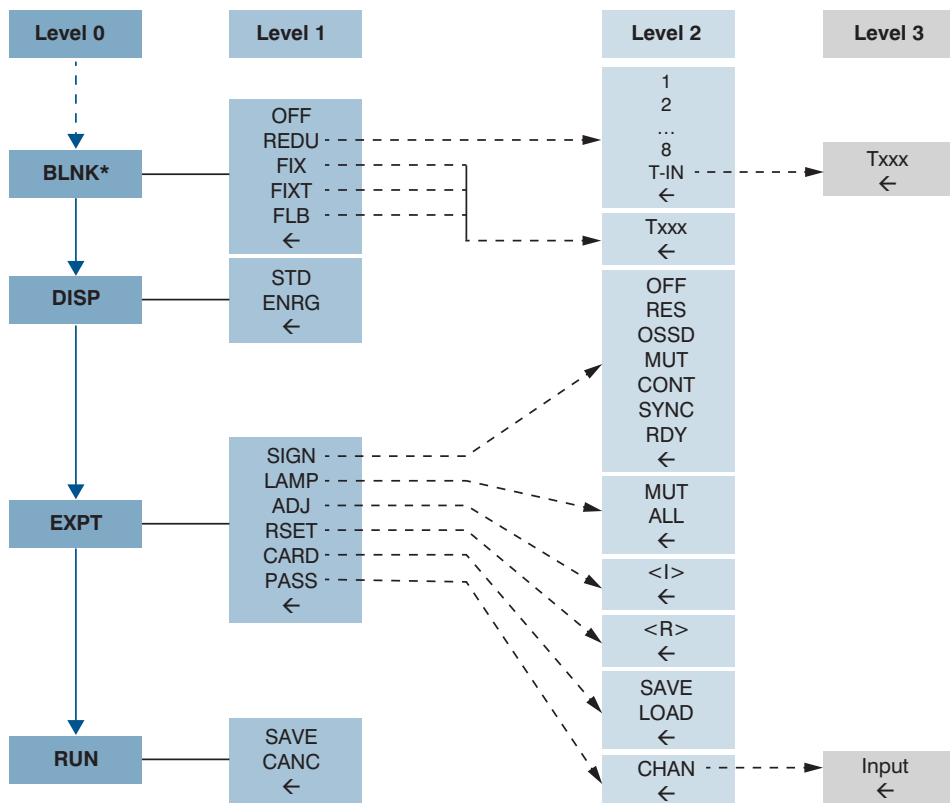 Level 0
Level 1
Level 2
Level 3
BLNK*
OFF
REDU
FIX
FIXT
FLB
←
1
2
...
8
T-IN
←
Txxx
←
Txxx
←
DISP
STD
ENRG
←
EXPT
SIGN
LAMP
ADJ
RSET
CARD
PASS
←
OFF
RES
OSSD
MUT
CONT
SYNC
RDY
←
MUT
ALL
←
<I>
←
<R>
←
SAVE
LOAD
←
CHAN
←
Input
←
RUN
SAVE
CANC
←